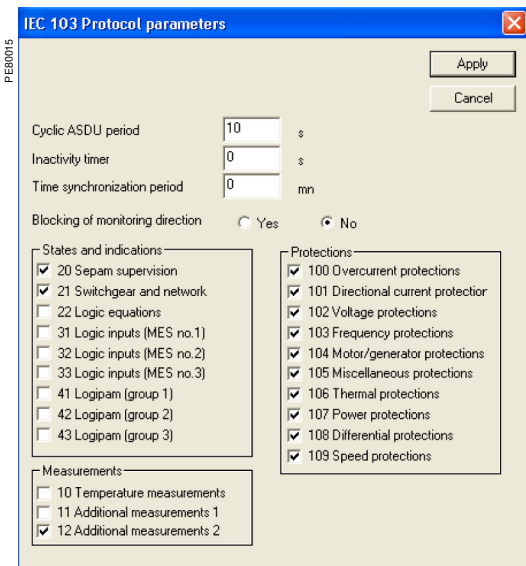 PE80015
IEC 103 Protocol parameters
Apply
Cancel
Cyclic ASDU period 10 s
Inactivity timer 0 s
Time synchronization period 0 mn
Blocking of monitoring direction Yes No
States and indications
20 Sepam supervision
21 Switchgear and network
22 Logic equations
31 Logic inputs (MES no.1)
32 Logic inputs (MES no.2)
33 Logic inputs (MES no.3)
41 Logipam (group 1)
42 Logipam (group 2)
43 Logipam (group 3)
Protections
100 Overcurrent protections
101 Directional current protection
102 Voltage protections
103 Frequency protections
104 Motor/generator protections
105 Miscellaneous protections
106 Thermal protections
107 Power protections
108 Differential protections
109 Speed protections
Measurements
10 Temperature measurements
11 Additional measurements 1
12 Additional measurements 2